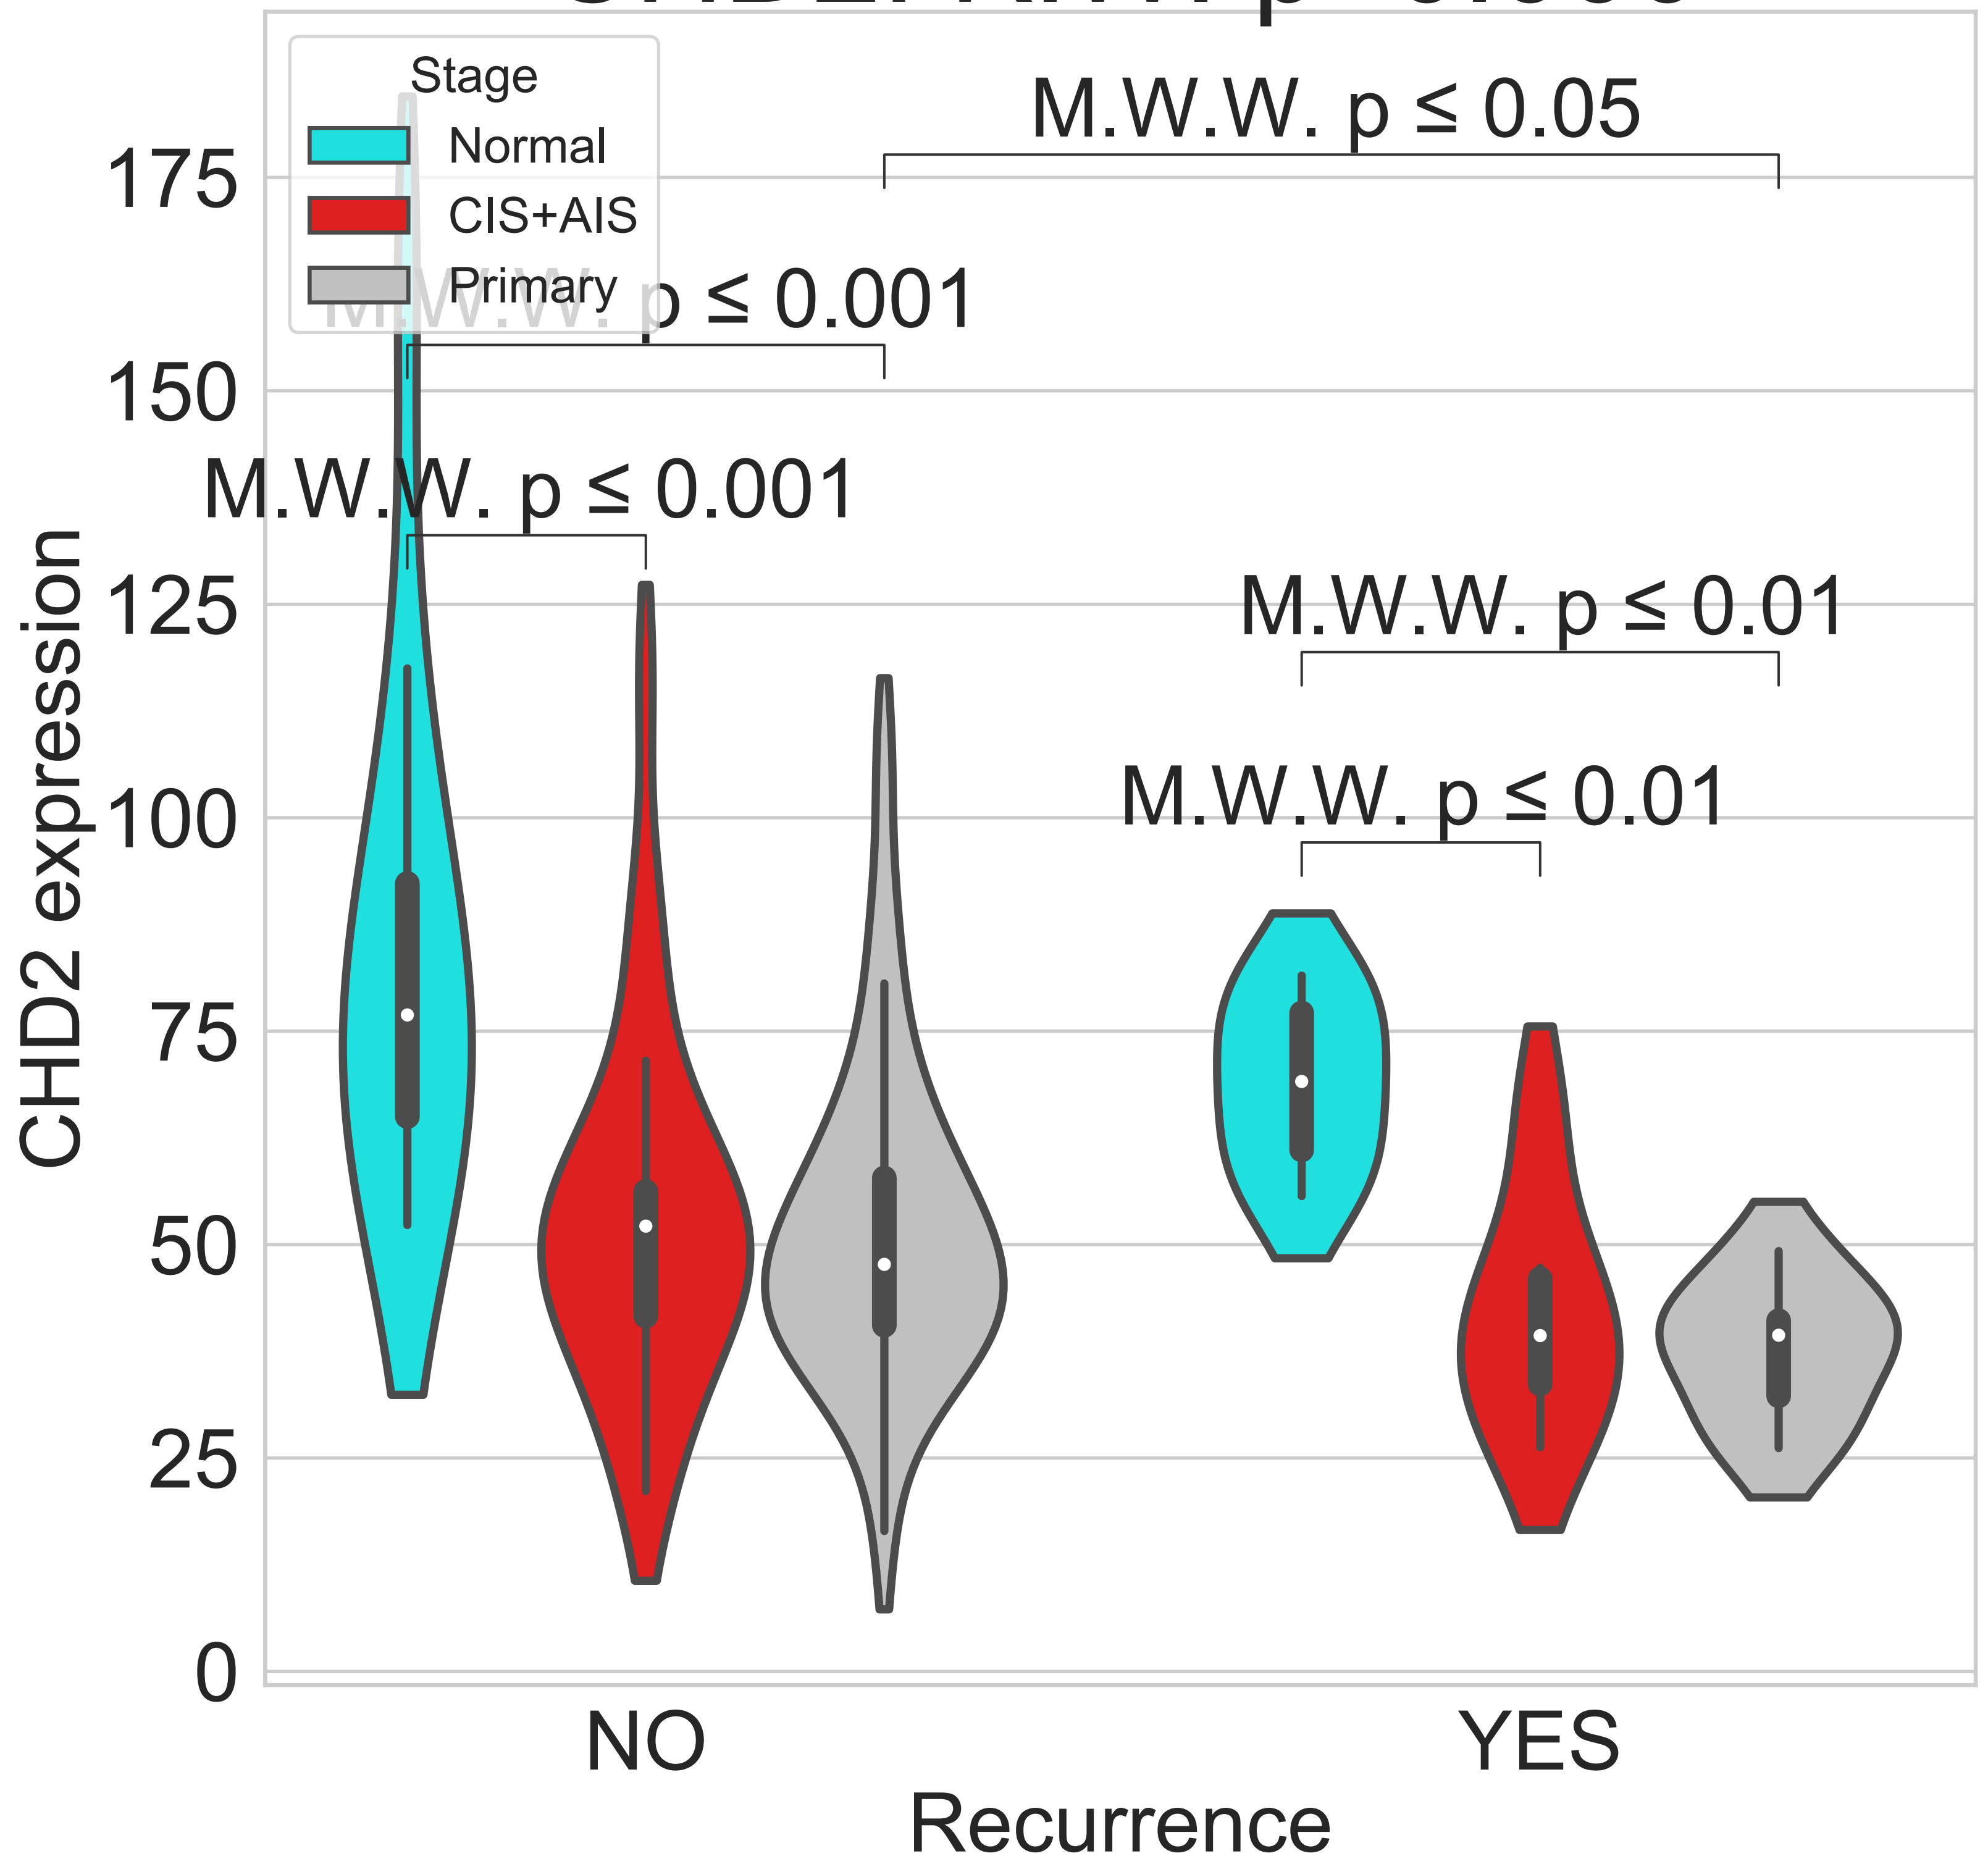 M.W.W. p ≤ 0.05
Stage
Normal
CIS+AIS
Primary
M.W.W. p ≤ 0.001
M.W.W. p ≤ 0.001
M.W.W. p ≤ 0.01
M.W.W. p ≤ 0.01
CHD2 expression
175
150
125
100
75
50
25
0
NO
YES
Recurrence